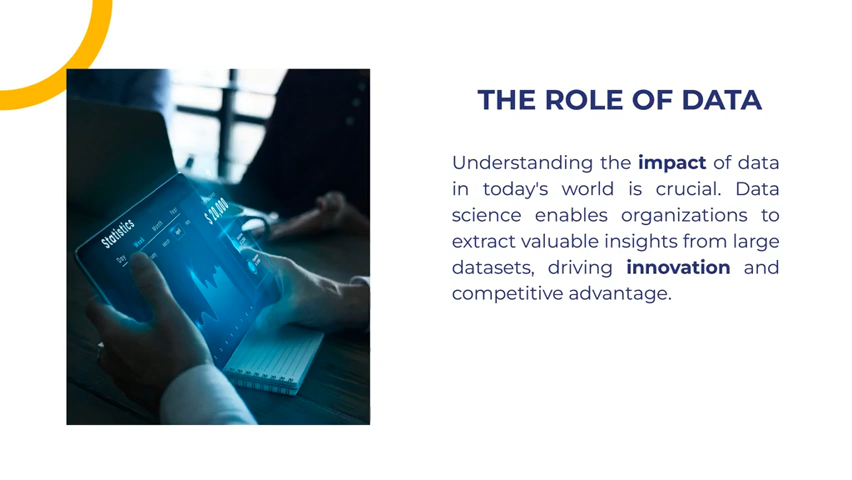 THE ROLE OF DATA
Understanding the impact of data
in today's world is crucial. Data
science enables organizations to
extract valuable insights from large
datasets, driving innovation and
competitive advantage.
Statistics
Day Week Month Year
$ 20,000